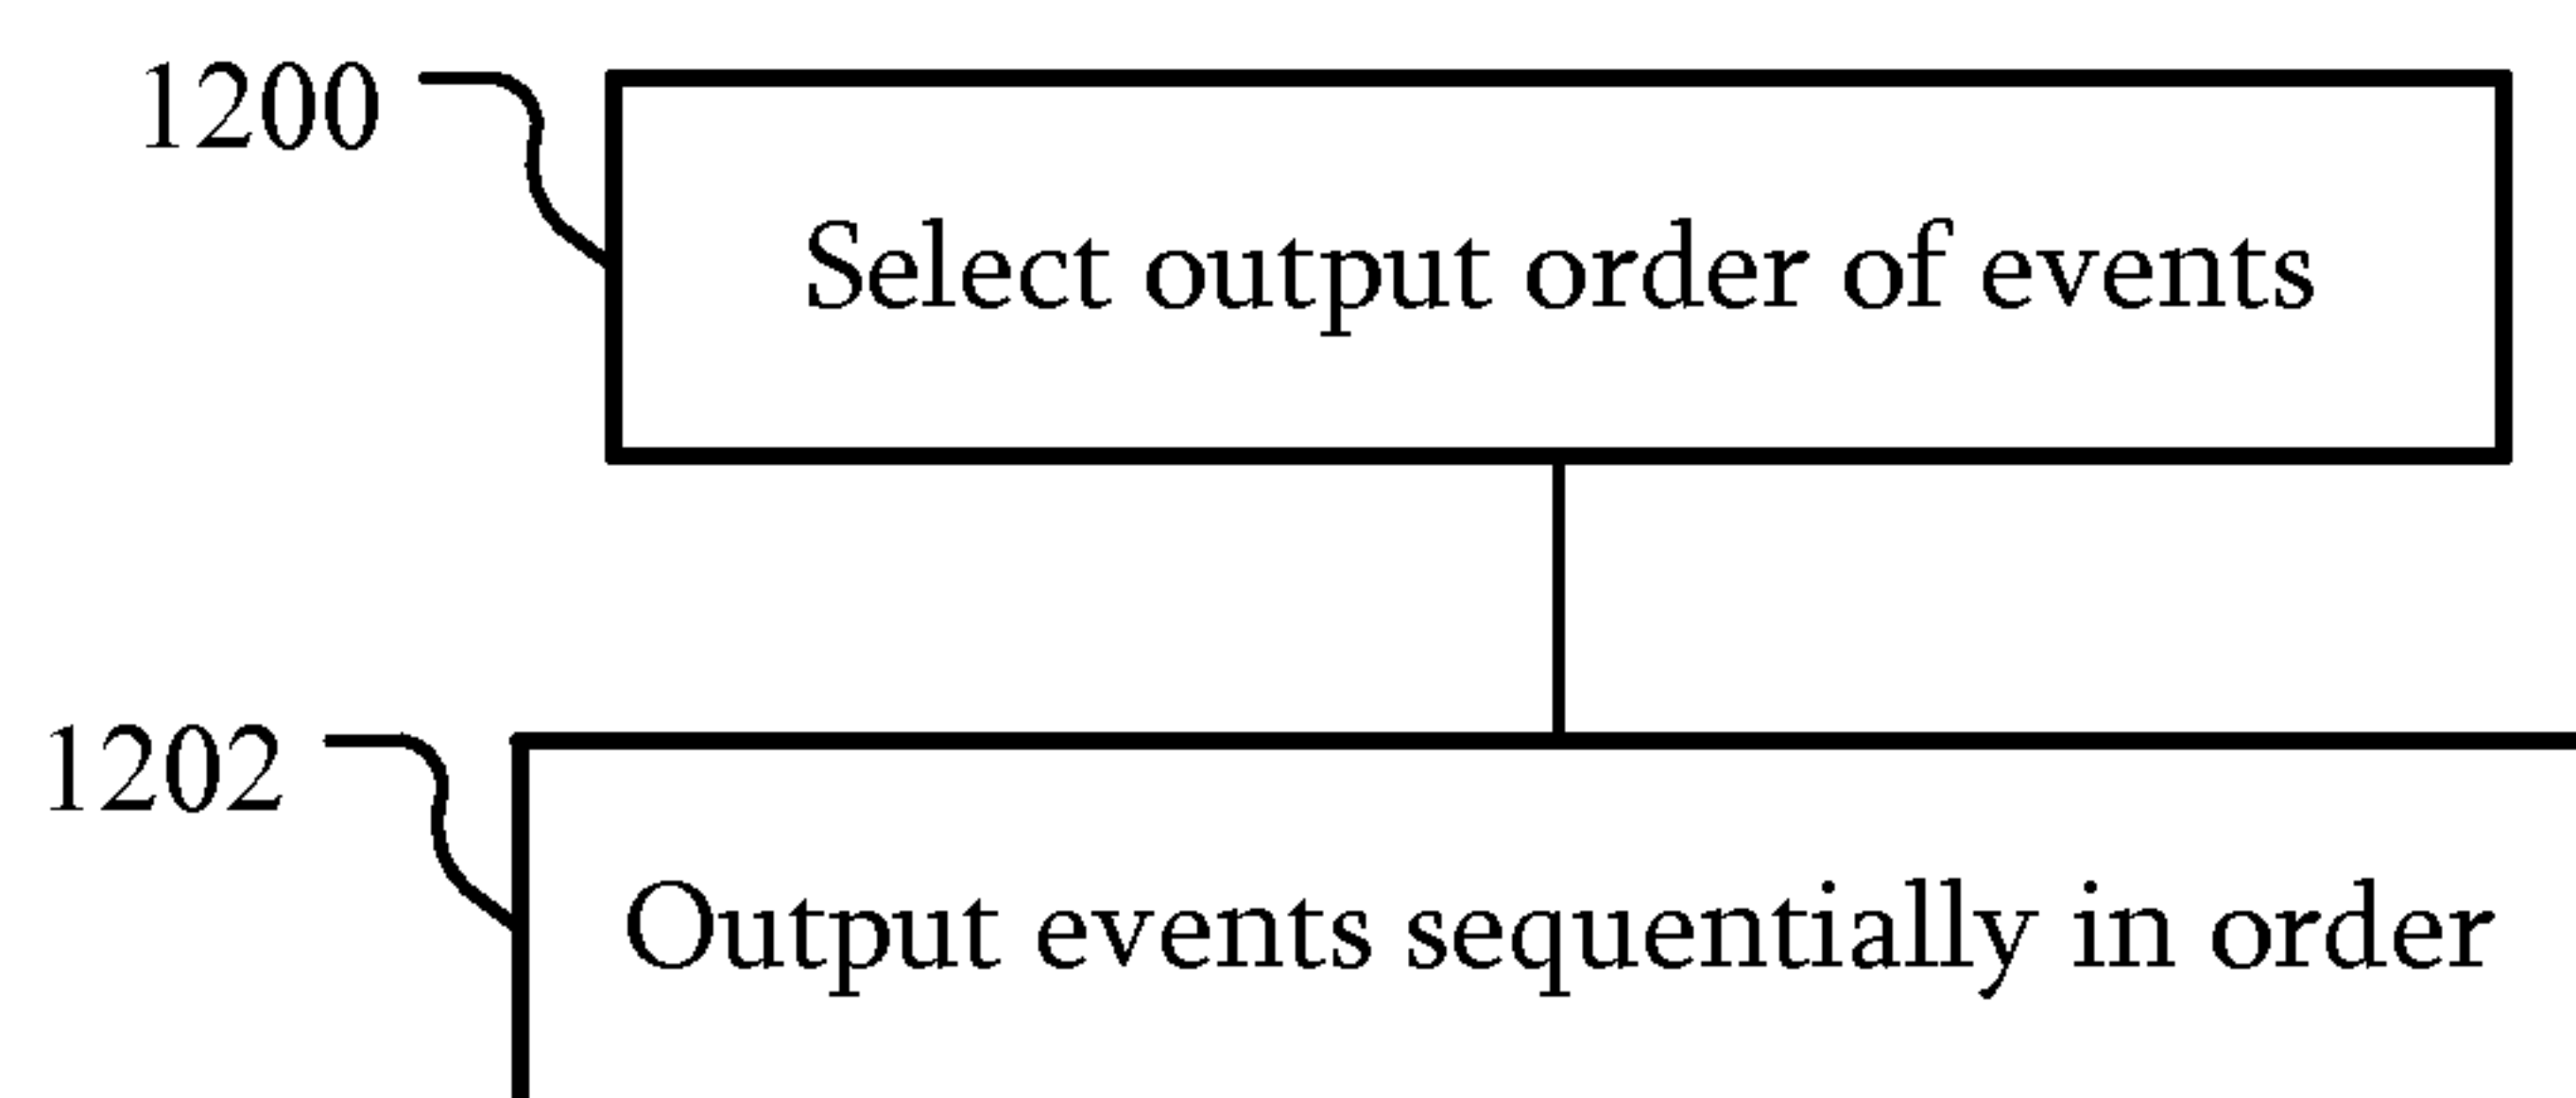 1200
Select output order of events
1202
Output events sequentially in order